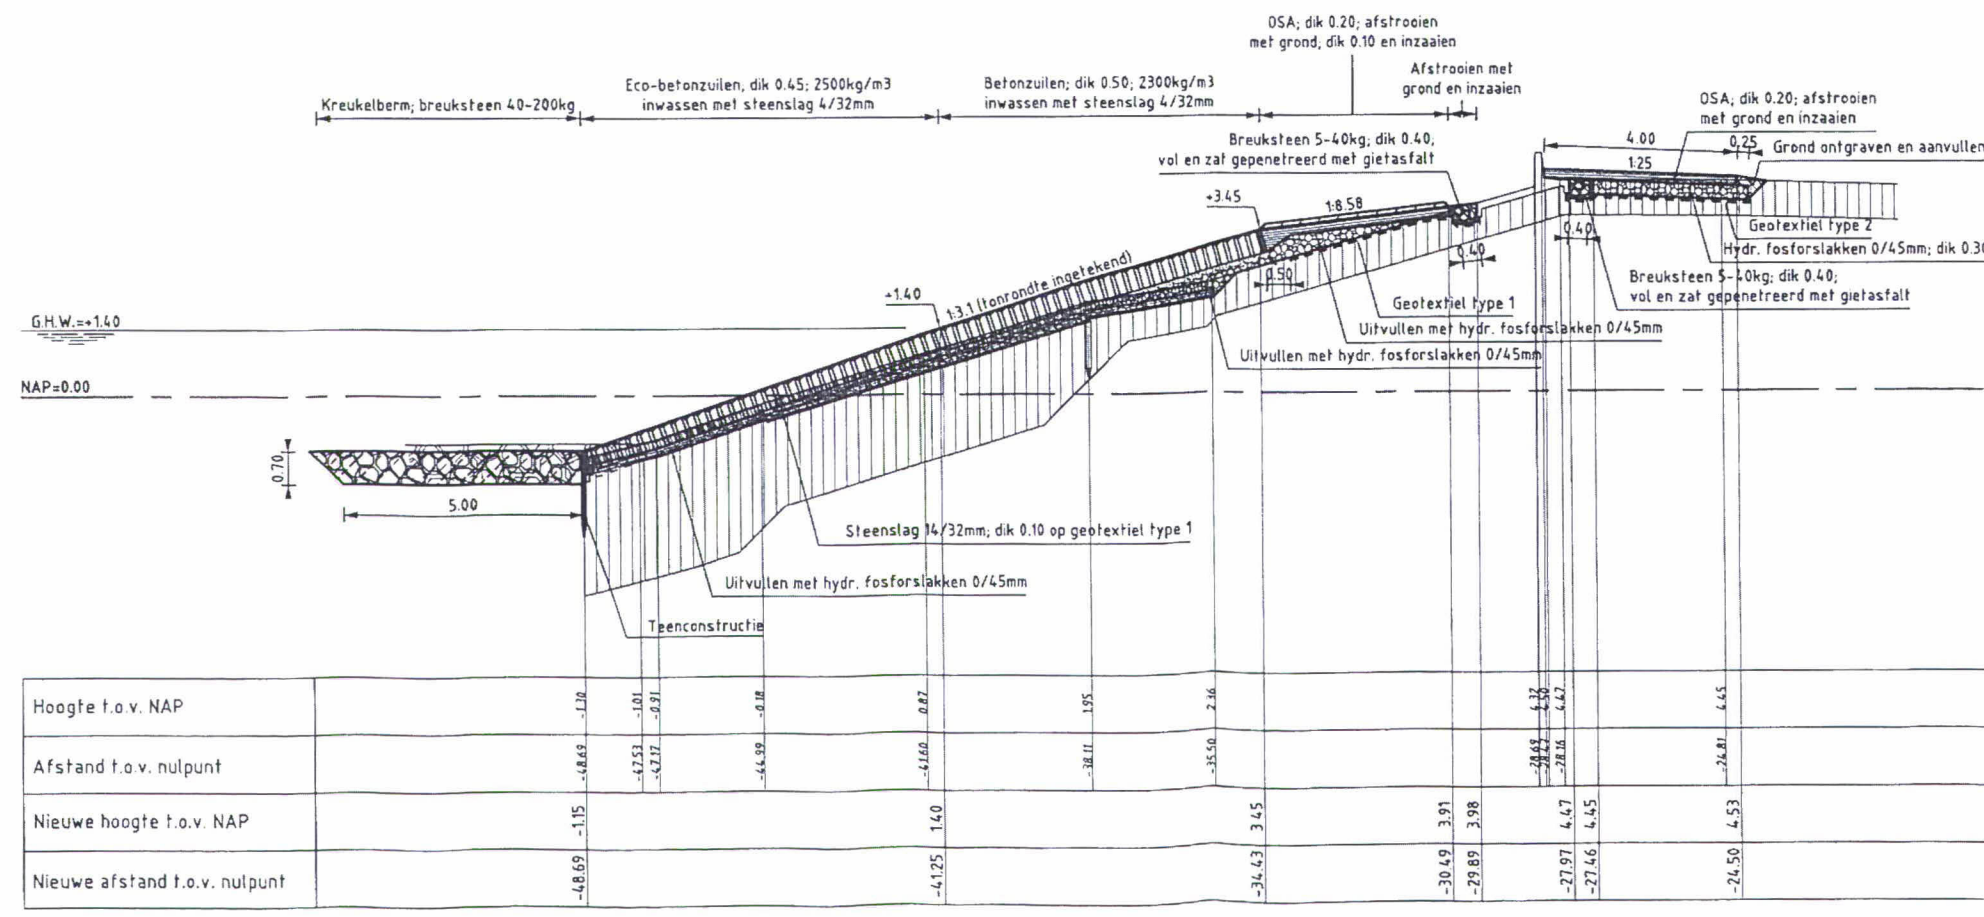 OSA; dik 0.20; afstrooien
met grond, dik 0.10 en inzaaien
Kreukelberm; breuksteen 40-200kg
Eco-betonzuilen, dik 0.45; 2500kg/m3
inwassen met steenslag 4/32mm
Betonzuilen; dik 0.50; 2300kg/m3
inwassen met steenslag 4/32mm
Afstrooien met
grond en inzaaien
OSA; dik 0.20; afstrooien
met grond en inzaaien
Breuksteen 5-40kg; dik 0.40;
vol en zat gepenetreerd met gietasfalt
4.00
0.25
Grond ontgraven en aanvullen
1:25
+3.45
1:8.58
Geotextiel type 2
0.40
0.40
Hydr. fosforslakken 0/45mm; dik 0.30
0.50
Breuksteen 5-40kg; dik 0.40;
vol en zat gepenetreerd met gietasfalt
1:3.1 (tonrondte ingetekend)
+1.40
Geotextiel type 1
G.H.W.=+1.40
Uitvullen met hydr. fosforslakken 0/45mm
Uitvullen met hydr. fosforslakken 0/45mm
NAP=0.00
0.70
5.00
Steenslag 14/32mm; dik 0.10 op geotextiel type 1
Uitvullen met hydr. fosforslakken 0/45mm
Teenconstructie
Hoogte t.o.v. NAP -1.30 -1.01 -0.91 -0.18 0.87 1.95 2.36 4.32 4.50 4.47 4.45
Afstand t.o.v. nulpunt -48.69 -47.53 -47.17 -44.99 -41.60 -38.11 -35.50 -28.69 -28.47 -28.16 -24.81
Nieuwe hoogte t.o.v. NAP -1.15 1.40 3.45 3.91 3.98 4.47 4.45 4.53
Nieuwe afstand t.o.v. nulpunt -48.69 -41.25 -34.43 -30.49 -29.89 -27.97 -27.46 -24.50